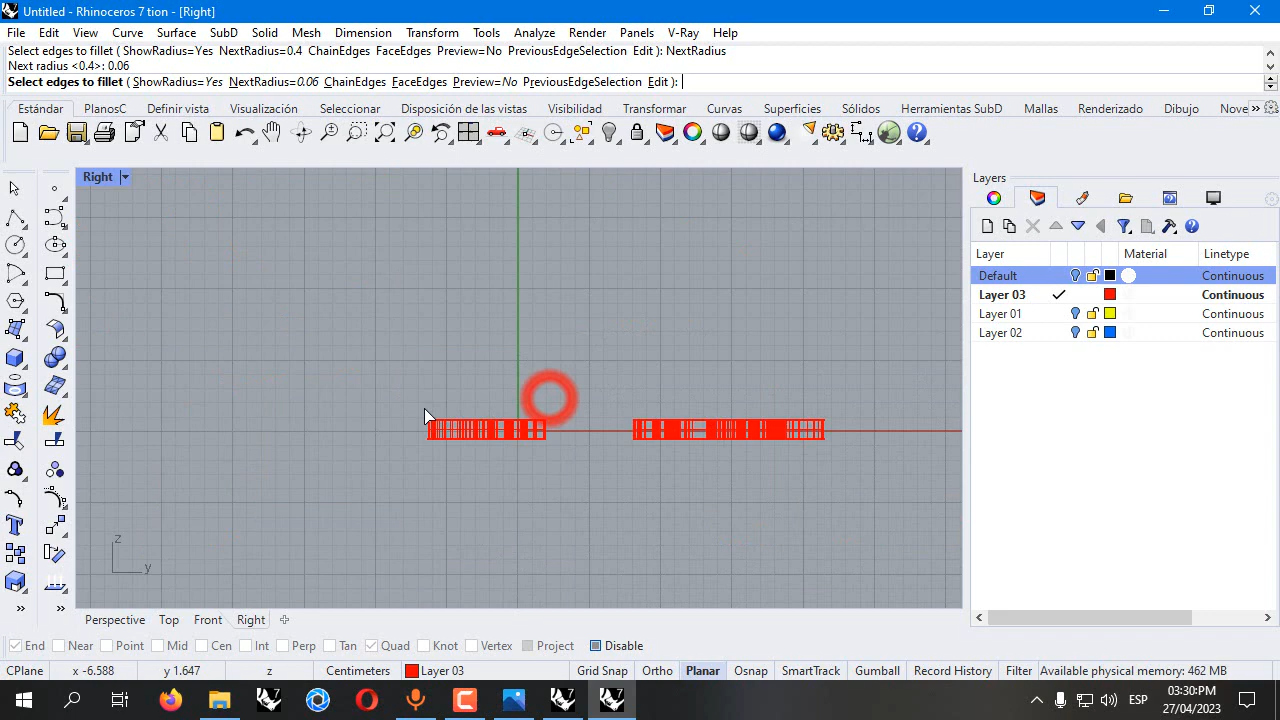 Untitled - Rhinoceros 7 tion - [Right]
File Edit View Curve Surface SubD Solid Mesh Dimension Transform Tools Analyze Render Panels V-Ray Help
Select edges to fillet ( ShowRadius=Yes NextRadius=0.4 ChainEdges FaceEdges Preview=No PreviousEdgeSelection Edit ): NextRadius
Next radius <0.4>: 0.06
Select edges to fillet ( ShowRadius=Yes NextRadius=0.06 ChainEdges FaceEdges Preview=No PreviousEdgeSelection Edit ):
Estándar PlanosC Definir vista Visualización Seleccionar Disposición de las vistas Visibilidad Transformar Curvas Superficies Sólidos Herramientas SubD Mallas Renderizado Dibujo Nove »
Right
Layers
Layer Material Linetype
Default Continuous
Layer 03 Continuous
Layer 01 Continuous
Layer 02 Continuous
z
y
Perspective Top Front Right
End Near Point Mid Cen Int Perp Tan Quad Knot Vertex Project Disable
CPlane x -6.588 y 1.647 z Centimeters Layer 03 Grid Snap Ortho Planar Osnap SmartTrack Gumball Record History Filter Available physical memory: 462 MB
ESP
03:30:PM
27/04/2023